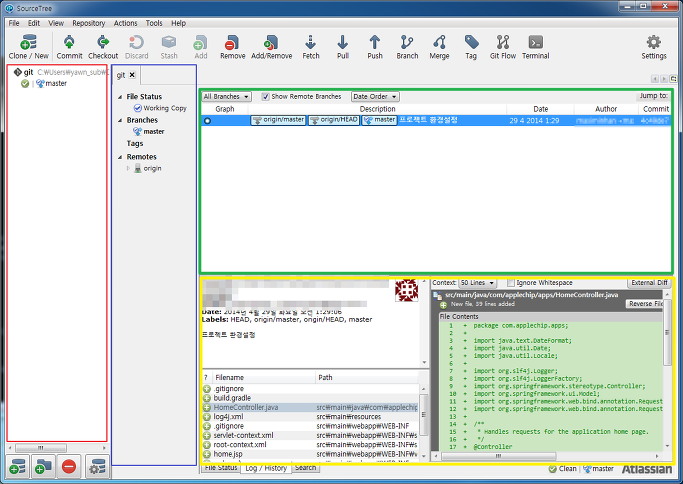 SourceTree
File Edit View Repository Actions Tools Help
Clone / New Commit Checkout Discard Stash Add Remove Add/Remove Fetch Pull Push Branch Merge Tag Git Flow Terminal Settings
git C:₩Users₩yawn_sub₩
master
git
File Status
Working Copy
Branches
master
Tags
Remotes
origin
All Branches Show Remote Branches Date Order Jump to:
Graph Description Date Author Commit
origin/master origin/HEAD master 프로젝트 환경설정 29 4 2014 1:29
Date: 2014년 4월 29일 화요일 오전 1:29:06
Labels: HEAD, origin/master, origin/HEAD, master
프로젝트 환경설정
? Filename Path
.gitignore
build.gradle
HomeController.java src₩main₩java₩com₩applechip
log4j.xml src₩main₩resources
.gitignore src₩main₩webapp₩WEB-INF
servlet-context.xml src₩main₩webapp₩WEB-INF₩s
root-context.xml src₩main₩webapp₩WEB-INF₩s
home.jsp src₩main₩webapp₩WEB-INF₩
Context: 50 Lines Ignore Whitespace External Diff
src/main/java/com/applechip/apps/HomeController.java
New file, 39 lines added Reverse File
File Contents
1 + package com.applechip.apps;
2 +
3 + import java.text.DateFormat;
4 + import java.util.Date;
5 + import java.util.Locale;
6 +
7 + import org.slf4j.Logger;
8 + import org.slf4j.LoggerFactory;
9 + import org.springframework.stereotype.Controller;
10 + import org.springframework.ui.Model;
11 + import org.springframework.web.bind.annotation.Reques
12 + import org.springframework.web.bind.annotation.Reques
13 +
14 + /**
15 + * Handles requests for the application home page.
16 + */
17 + @Controller
File Status Log / History Search
Clean master Atlassian